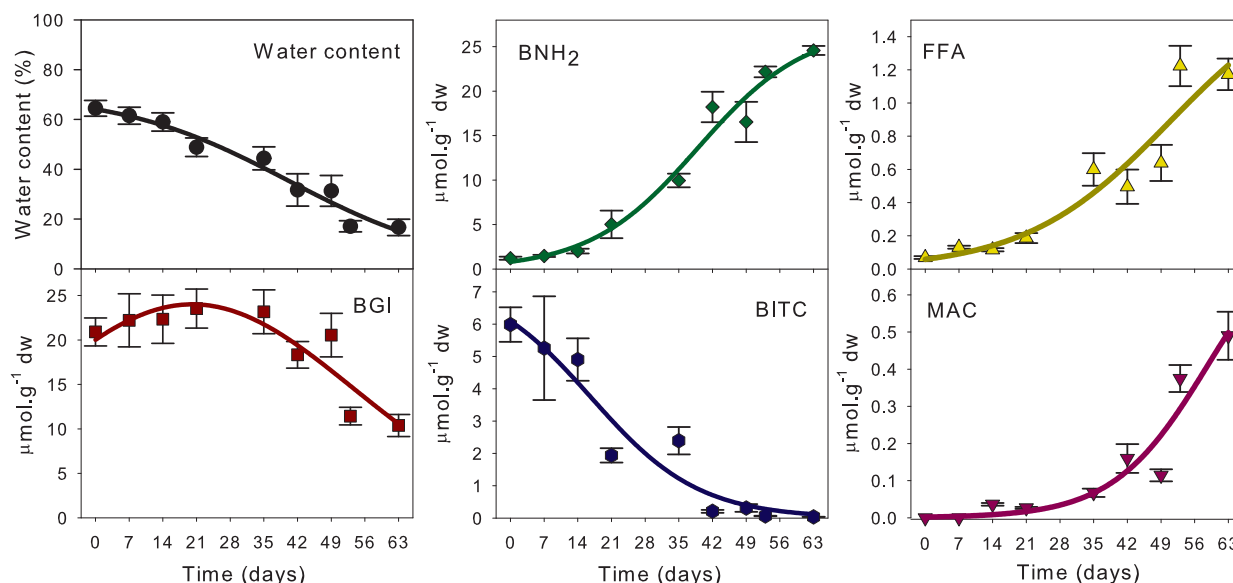 Water content
Water content (%)
100
80
60
40
20
0
BNH₂
μmol.g⁻¹ dw
25
20
15
10
5
0
FFA
μmol.g⁻¹ dw
1.4
1.2
1.0
0.8
0.6
0.4
0.2
0.0
BGl
μmol.g⁻¹ dw
25
20
15
10
5
0
0 7 14 21 28 35 42 49 56 63
Time (days)
BITC
7
6
5
4
3
2
1
0
0 7 14 21 28 35 42 49 56 63
Time (days)
MAC
μmol.g⁻¹ dw
0.6
0.5
0.4
0.3
0.2
0.1
0.0
0 7 14 21 28 35 42 49 56 63
Time (days)